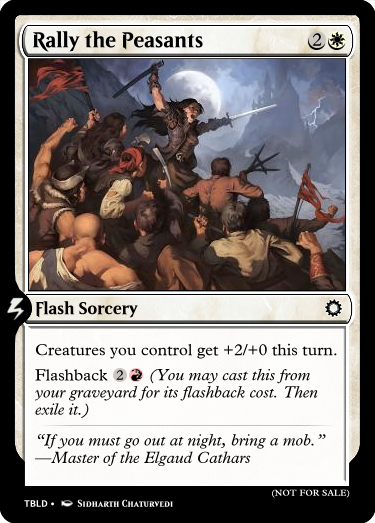 Rally the Peasants 2
Flash Sorcery
Creatures you control get +2/+0 this turn.
Flashback 2 (You may cast this from
your graveyard for its flashback cost. Then
exile it.)
“If you must go out at night, bring a mob.”
—Master of the Elgaud Cathars
(NOT FOR SALE)
TBLD • Sidharth Chaturvedi